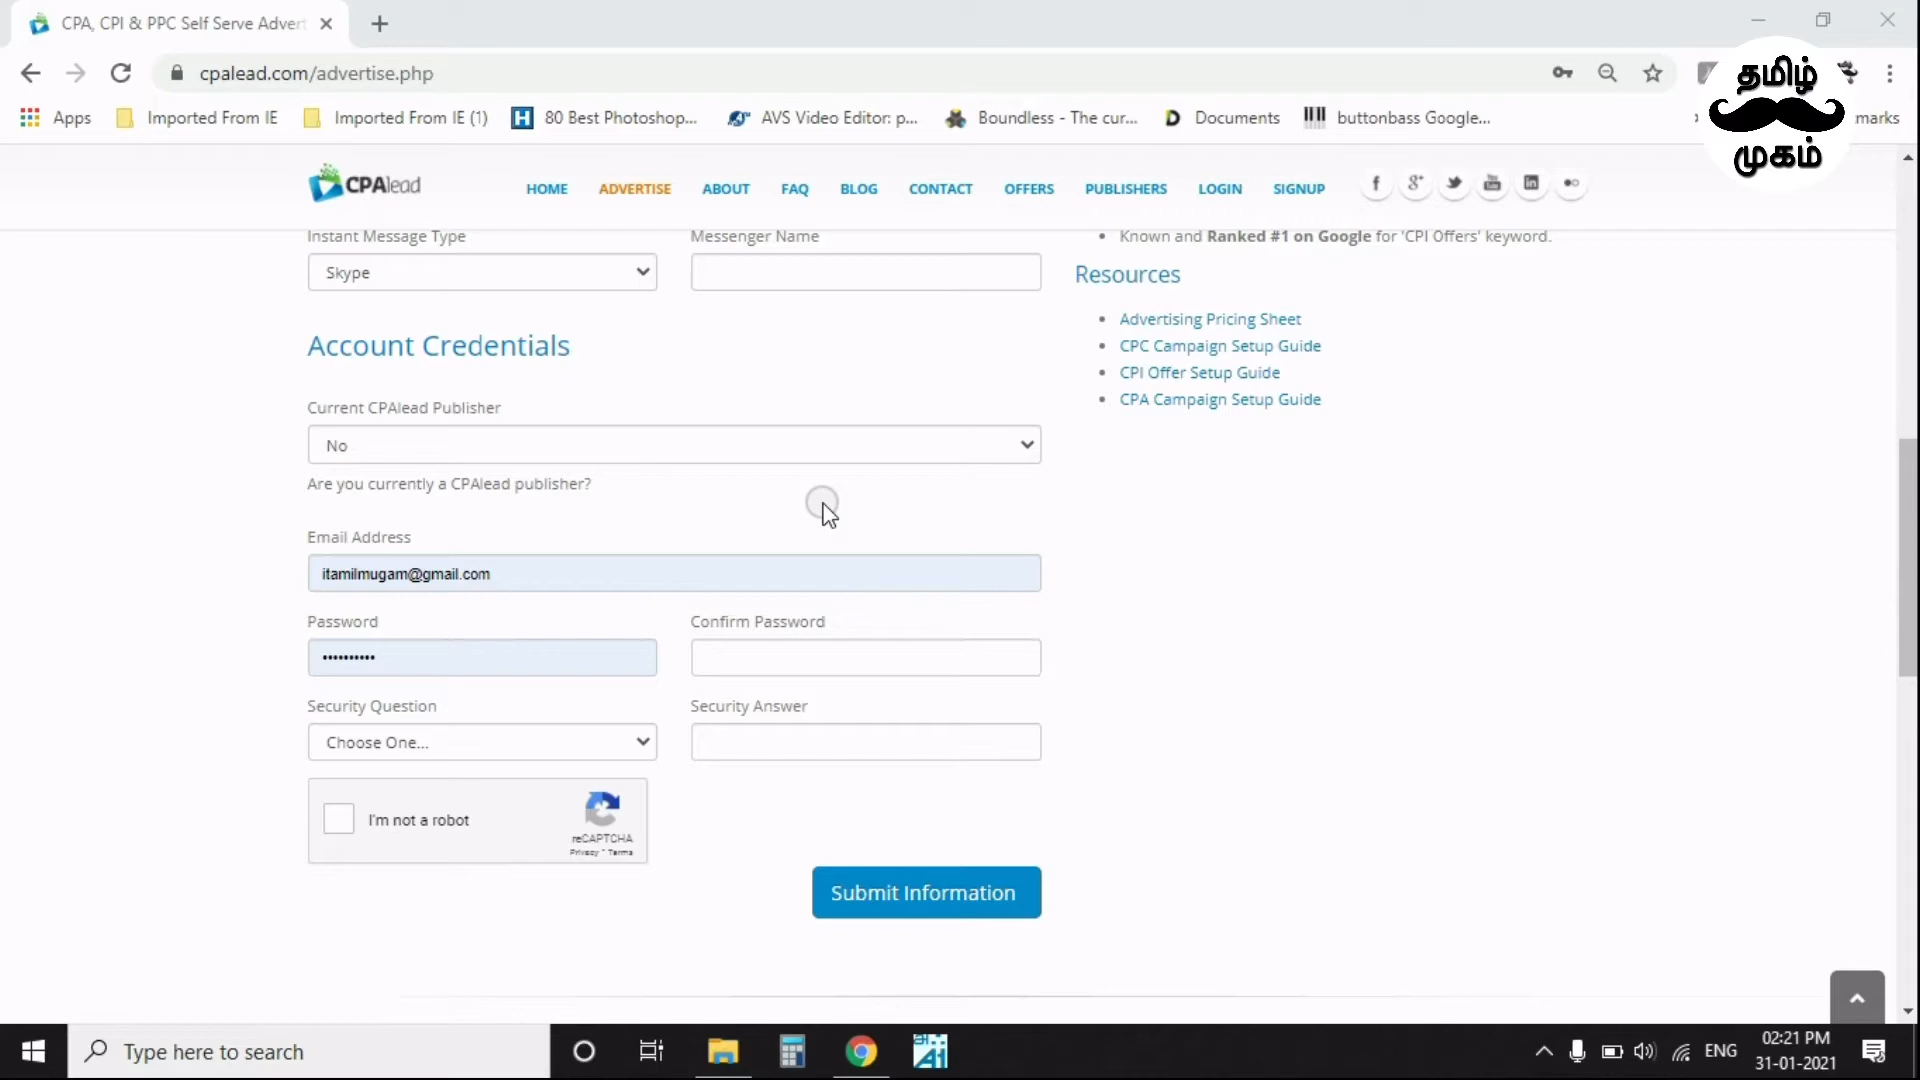 CPA, CPI & PPC Self Serve Advert
cpalead.com/advertise.php
Apps
Imported From IE
Imported From IE (1)
80 Best Photoshop...
AVS Video Editor: p...
Boundless - The cur...
Documents
buttonbass Google...
marks
தமிழ்
முகம்
CPAlead
HOME
ADVERTISE
ABOUT
FAQ
BLOG
CONTACT
OFFERS
PUBLISHERS
LOGIN
SIGNUP
Instant Message Type
Messenger Name
Skype
Known and Ranked #1 on Google for 'CPI Offers' keyword.
Resources
Advertising Pricing Sheet
CPC Campaign Setup Guide
CPI Offer Setup Guide
CPA Campaign Setup Guide
Account Credentials
Current CPAlead Publisher
No
Are you currently a CPAlead publisher?
Email Address
itamilmugam@gmail.com
Password
Confirm Password
••••••••••
Security Question
Security Answer
Choose One...
I'm not a robot
reCAPTCHA
Privacy - Terms
Submit Information
Type here to search
ENG
02:21 PM
31-01-2021